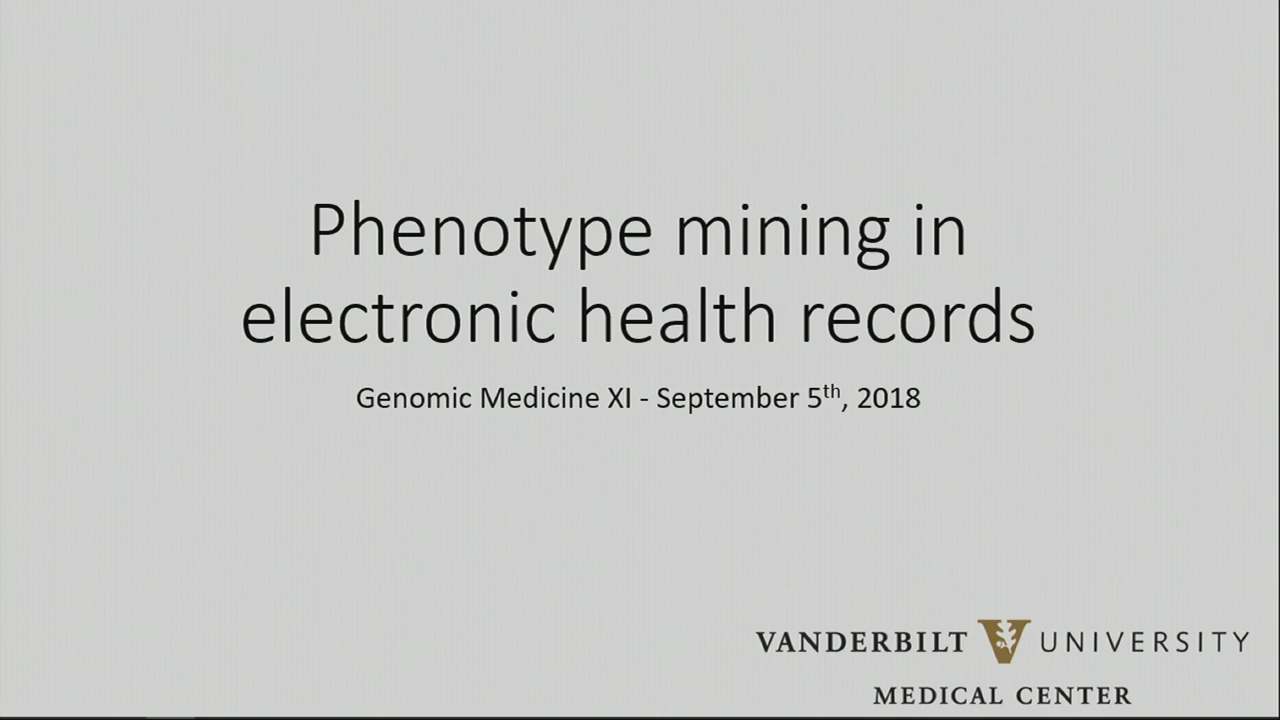 Phenotype mining in
electronic health records
Genomic Medicine XI - September 5th, 2018
VANDERBILT UNIVERSITY
MEDICAL CENTER